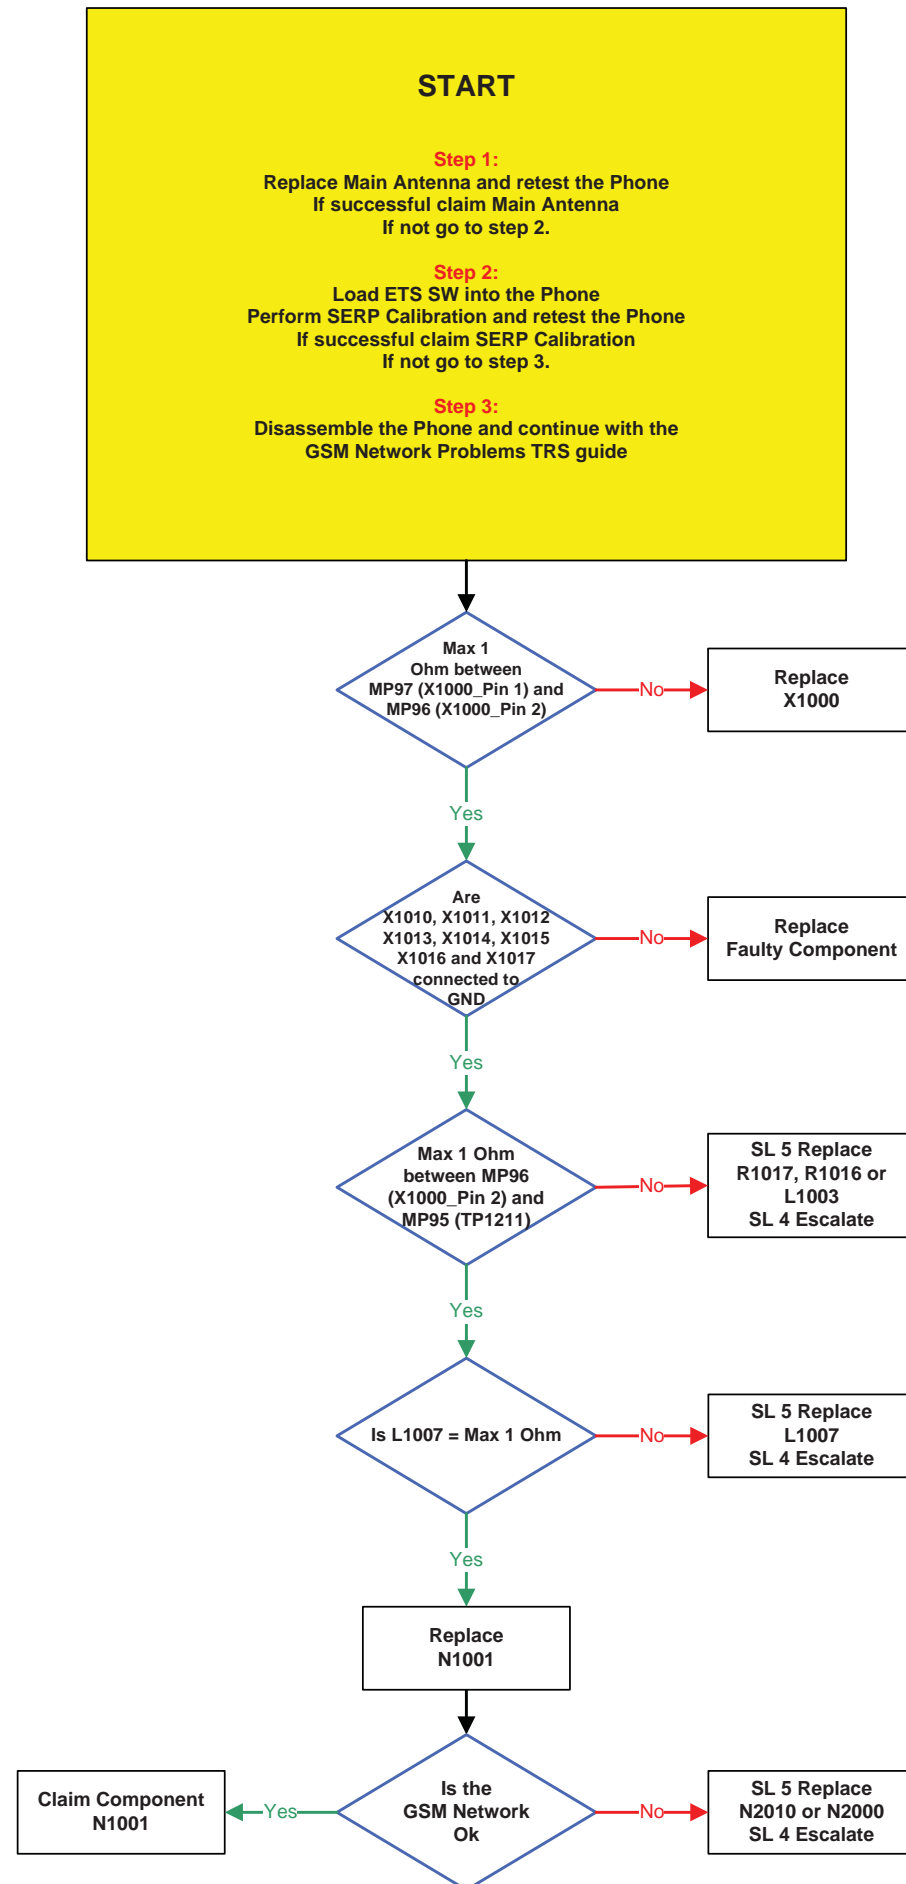 START
Step 1:
Replace Main Antenna and retest the Phone
If successful claim Main Antenna
If not go to step 2.
Step 2:
Load ETS SW into the Phone
Perform SERP Calibration and retest the Phone
If successful claim SERP Calibration
If not go to step 3.
Step 3:
Disassemble the Phone and continue with the
GSM Network Problems TRS guide
Max 1
Ohm between
MP97 (X1000_Pin 1) and
MP96 (X1000_Pin 2)
No
Replace
X1000
Yes
Are
X1010, X1011, X1012
X1013, X1014, X1015
X1016 and X1017
connected to
GND
No
Replace
Faulty Component
Yes
Max 1 Ohm
between MP96
(X1000_Pin 2) and
MP95 (TP1211)
No
SL 5 Replace
R1017, R1016 or
L1003
SL 4 Escalate
Yes
Is L1007 = Max 1 Ohm
No
SL 5 Replace
L1007
SL 4 Escalate
Yes
Replace
N1001
Is the
GSM Network
Ok
Yes
Claim Component
N1001
No
SL 5 Replace
N2010 or N2000
SL 4 Escalate